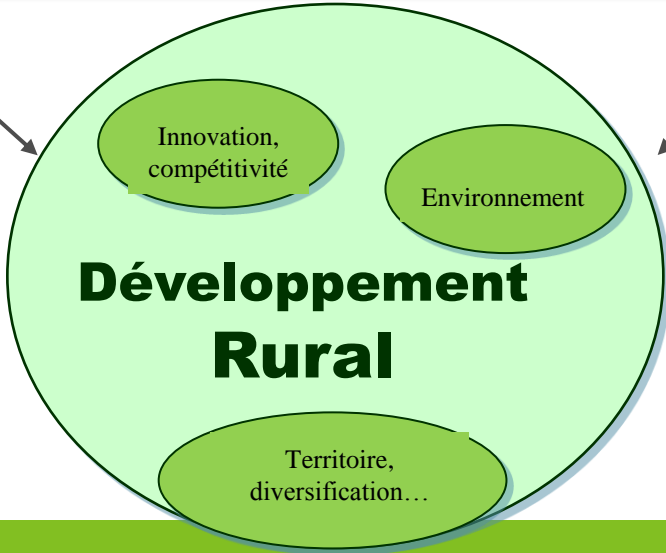 Innovation,
compétitivité
Environnement
Développement
Rural
Territoire,
diversification…